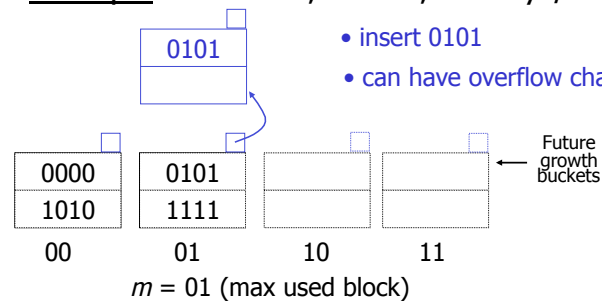 0101
• insert 0101
• can have overflow
Future
growth
buckets
0000 0101
1010 1111
00 01 10 11
m = 01 (max used block)